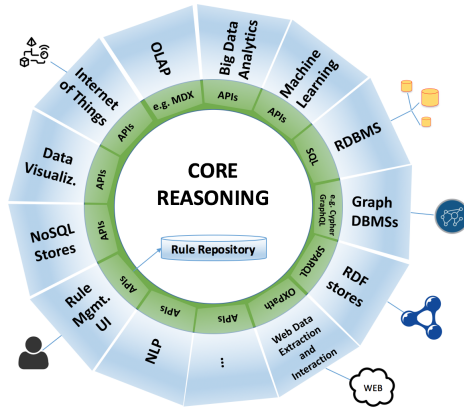 CORE
REASONING
Rule Repository
OLAP
e.g. MDX
Big Data
Analytics
APIs
Machine
Learning
APIs
RDBMS
SQL
Graph
DBMSs
e.g. Cypher
GraphQL
RDF
stores
SPARQL
Web Data
Extraction
and
Interaction
OXPath
WEB
...
APIs
NLP
APIs
Rule
Mgmt.
UI
APIs
NoSQL
Stores
APIs
Data
Visualiz.
APIs
Internet
of Things
APIs